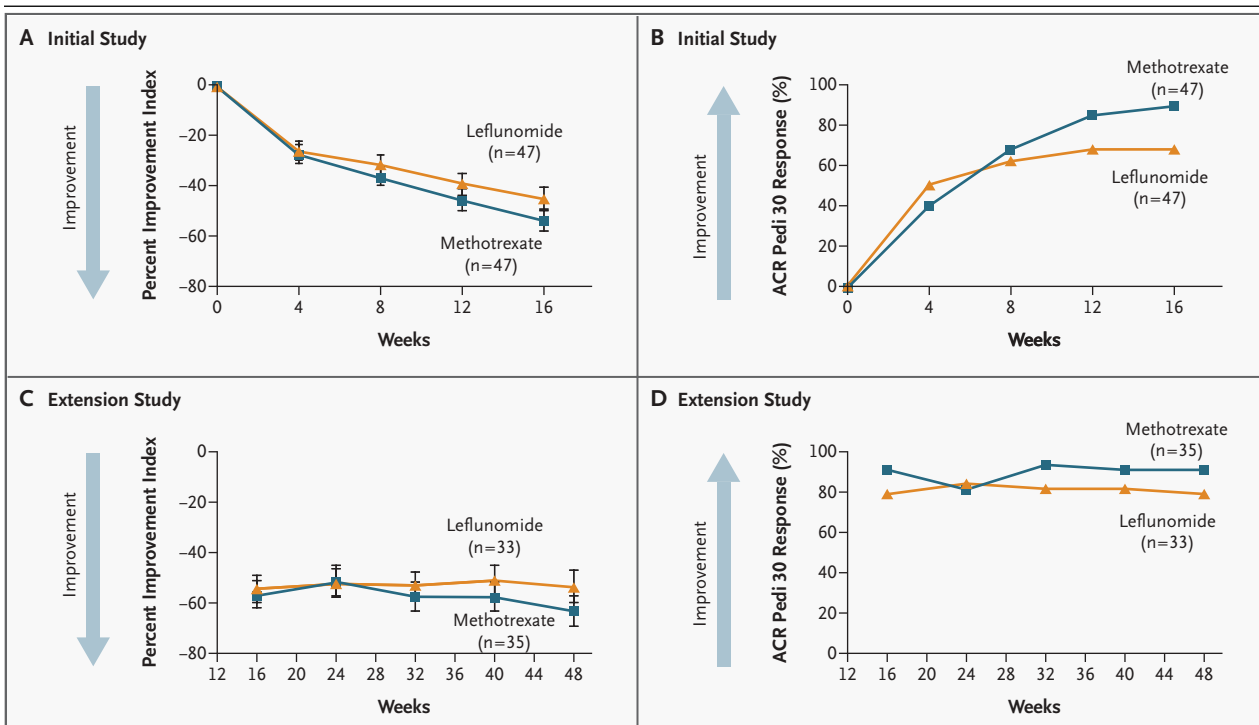 A Initial Study
Improvement
Percent Improvement Index
0
–20
–40
–60
–80
Leflunomide
(n=47)
Methotrexate
(n=47)
0 4 8 12 16
Weeks
B Initial Study
Improvement
ACR Pedi 30 Response (%)
100
80
60
40
20
0
Methotrexate
(n=47)
Leflunomide
(n=47)
0 4 8 12 16
Weeks
C Extension Study
Improvement
Percent Improvement Index
0
–20
–40
–60
–80
Leflunomide
(n=33)
Methotrexate
(n=35)
12 16 20 24 28 32 36 40 44 48
Weeks
D Extension Study
Improvement
ACR Pedi 30 Response (%)
100
80
60
40
20
0
Methotrexate
(n=35)
Leflunomide
(n=33)
12 16 20 24 28 32 36 40 44 48
Weeks